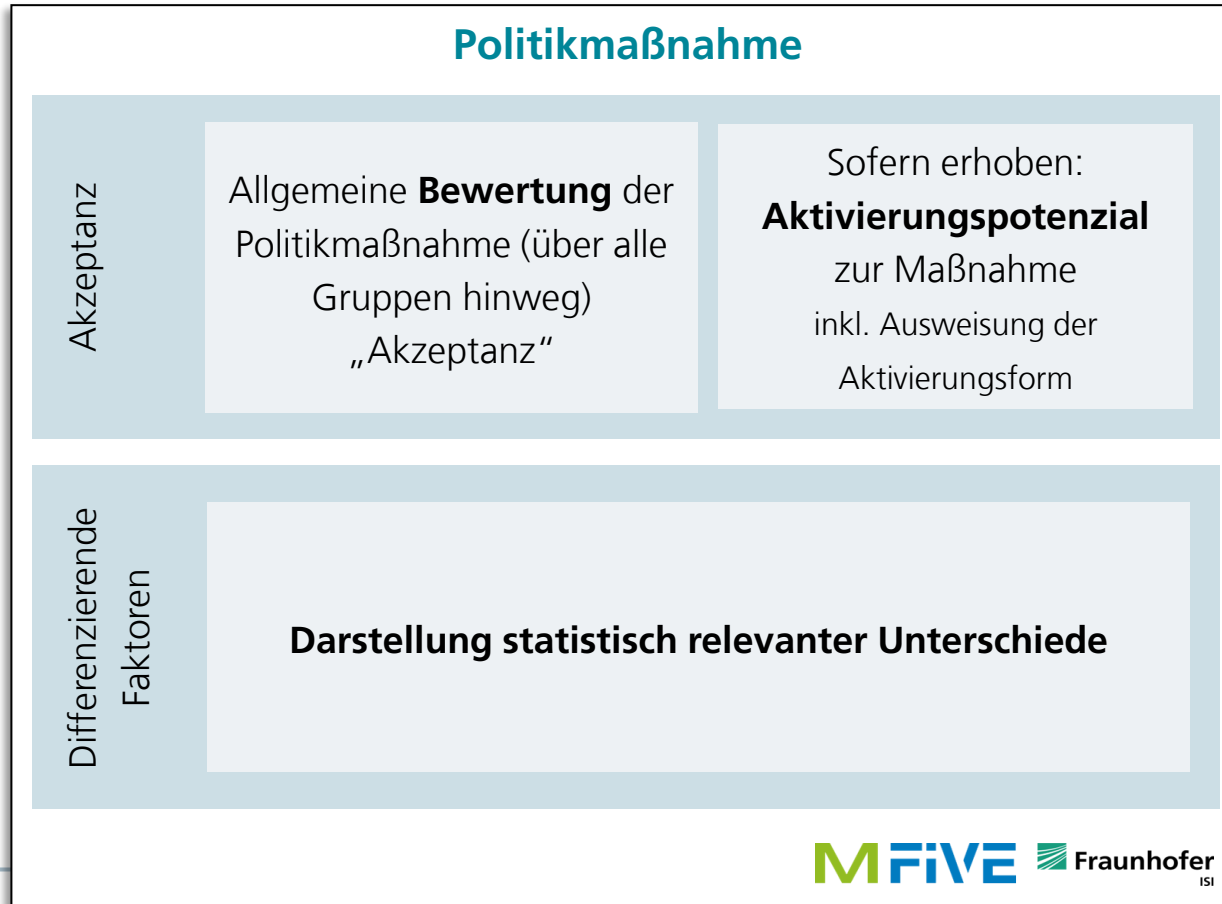 Politikmaßnahme
Akzeptanz
Allgemeine Bewertung der
Politikmaßnahme (über alle
Gruppen hinweg)
„Akzeptanz“
Sofern erhoben:
Aktivierungspotenzial
zur Maßnahme
inkl. Ausweisung der
Aktivierungsform
Differenzierende
Faktoren
Darstellung statistisch relevanter Unterschiede
M FiVE
Fraunhofer
ISI